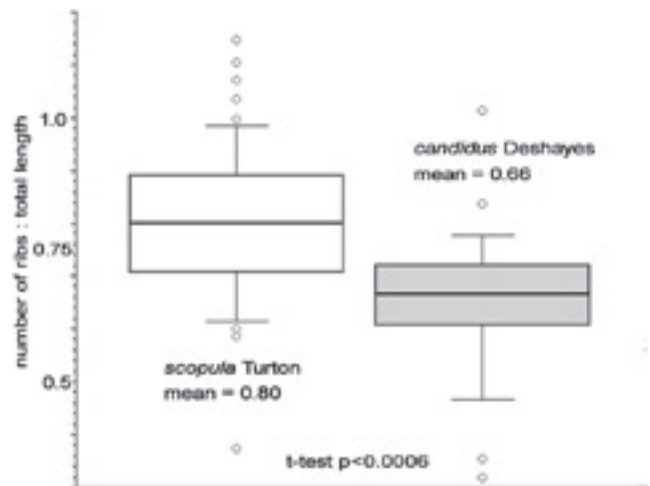 number of ribs : total length
1.0
0.75
0.5
candidus Deshayes
mean = 0.66
scopula Turton
mean = 0.80
t-test p<0.0006